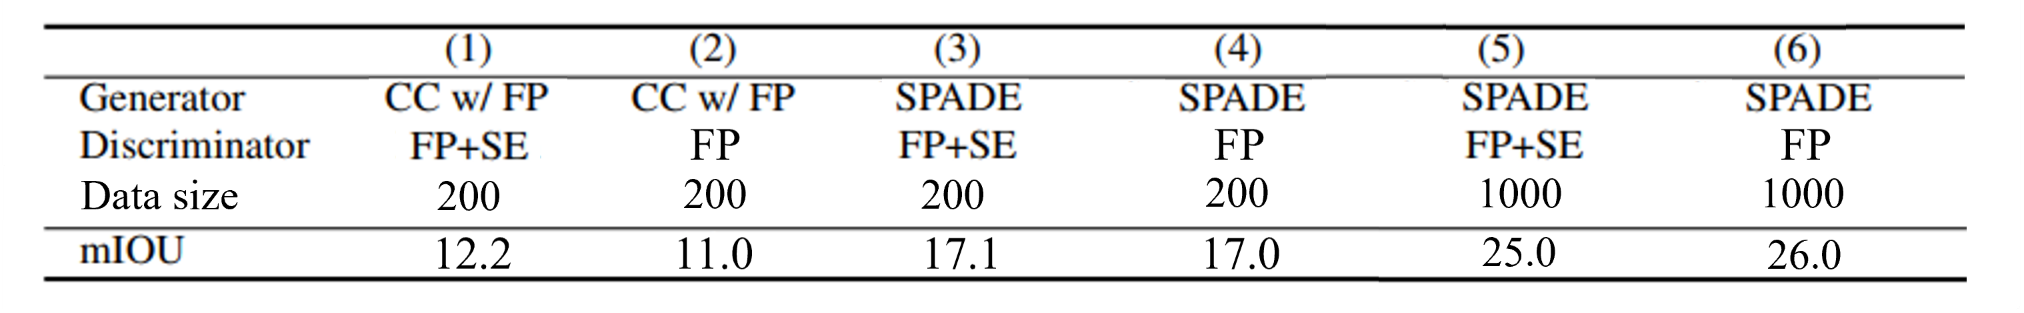 (1) (2) (3) (4) (5) (6)
Generator CC w/ FP CC w/ FP SPADE SPADE SPADE SPADE
Discriminator FP+SE FP FP+SE FP FP+SE FP
Data size 200 200 200 200 1000 1000
mIOU 12.2 11.0 17.1 17.0 25.0 26.0